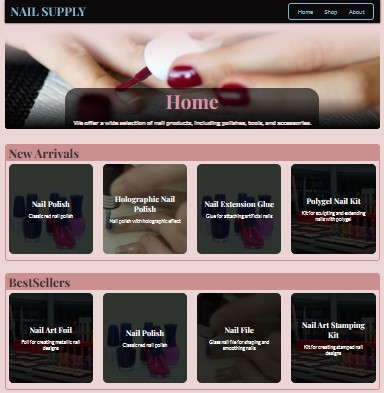 NAIL SUPPLY
Home Shop About
Home
We offer a wide selection of nail products, including polishes, tools, and accessories.
New Arrivals
Nail Polish
Classic red nail polish
Holographic Nail
Polish
Nail polish with holographic effect
Nail Extension Glue
Glue for attaching artificial nails
Polygel Nail Kit
Kit for sculpting and extending
nails with polygel
BestSellers
Nail Art Foil
Foil for creating metallic nail
designs
Nail Polish
Classic red nail polish
Nail File
Glass nail file for shaping and
smoothing nails
Nail Art Stamping
Kit
Kit for creating stamped nail
designs